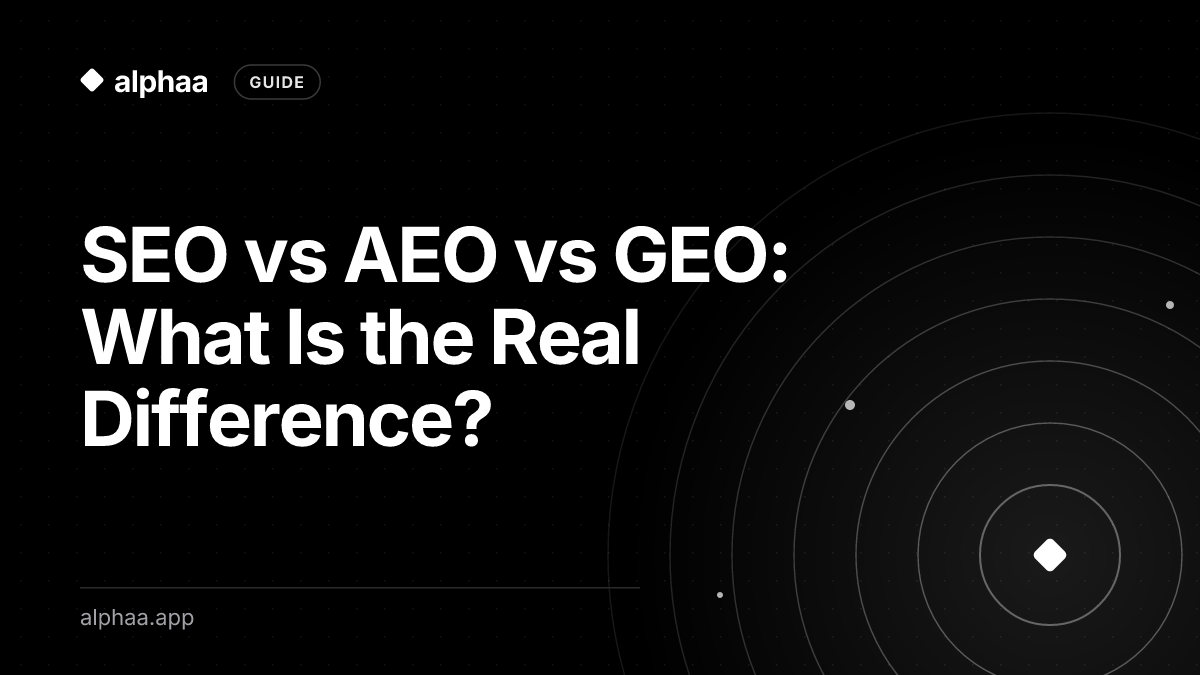 alphaa
GUIDE
SEO vs AEO vs GEO:
What Is the Real
Difference?
alphaa.app